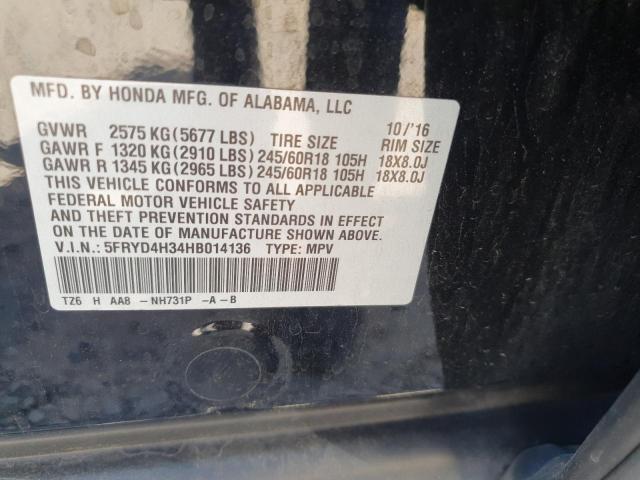 MFD. BY HONDA MFG. OF ALABAMA, LLC
GVWR 2575 KG (5677 LBS) TIRE SIZE 10/'16 RIM SIZE
GAWR F 1320 KG (2910 LBS) 245/60R18 105H 18X8.0J
GAWR R 1345 KG (2965 LBS) 245/60R18 105H 18X8.0J
THIS VEHICLE CONFORMS TO ALL APPLICABLE
FEDERAL MOTOR VEHICLE SAFETY
AND THEFT PREVENTION STANDARDS IN EFFECT
ON THE DATE OF MANUFACTURE SHOWN ABOVE.
V.I.N.: 5FRYD4H34HB014136 TYPE: MPV
TZ6 H AA8 - NH731P -A-B